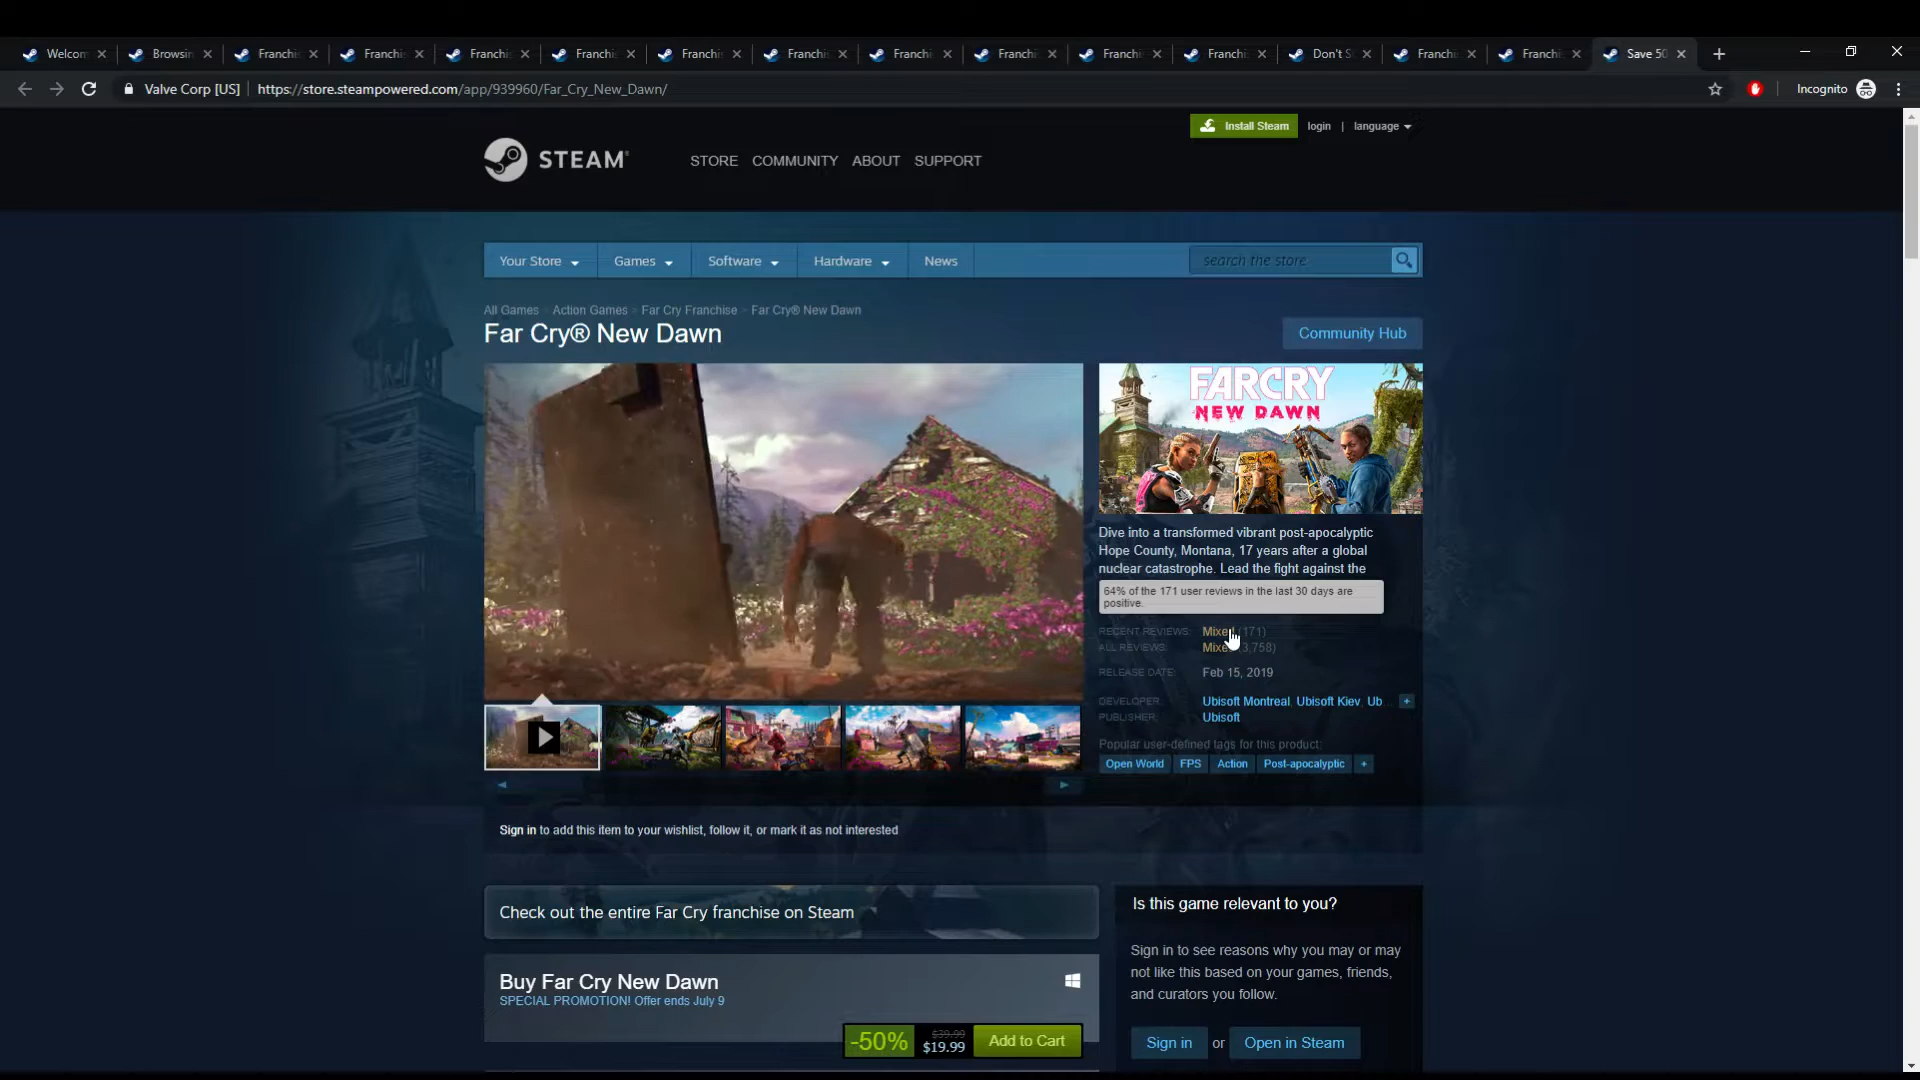 Welcom
Browsin
Franchi
Franchi
Franchi
Franchi
Franchi
Franchi
Franchi
Franchi
Franchi
Franchi
Don't S
Franchi
Franchi
Save 50
Valve Corp [US] | https://store.steampowered.com/app/939960/Far_Cry_New_Dawn/
Incognito
Install Steam
login | language
STEAM
STORE COMMUNITY ABOUT SUPPORT
Your Store Games Software Hardware News
search the store
All Games Action Games Far Cry Franchise Far Cry® New Dawn
Far Cry® New Dawn
Community Hub
FARCRY
NEW DAWN
Dive into a transformed vibrant post-apocalyptic
Hope County, Montana, 17 years after a global
nuclear catastrophe. Lead the fight against the
64% of the 171 user reviews in the last 30 days are
positive.
RECENT REVIEWS: Mixed (171)
ALL REVIEWS: Mixed (3,758)
RELEASE DATE: Feb 15, 2019
DEVELOPER: Ubisoft Montreal, Ubisoft Kiev, Ub +
PUBLISHER: Ubisoft
Popular user-defined tags for this product:
Open World FPS Action Post-apocalyptic +
Sign in to add this item to your wishlist, follow it, or mark it as not interested
Check out the entire Far Cry franchise on Steam
Buy Far Cry New Dawn
SPECIAL PROMOTION! Offer ends July 9
-50% $39.99 $19.99 Add to Cart
Is this game relevant to you?
Sign in to see reasons why you may or may
not like this based on your games, friends,
and curators you follow.
Sign in or Open in Steam